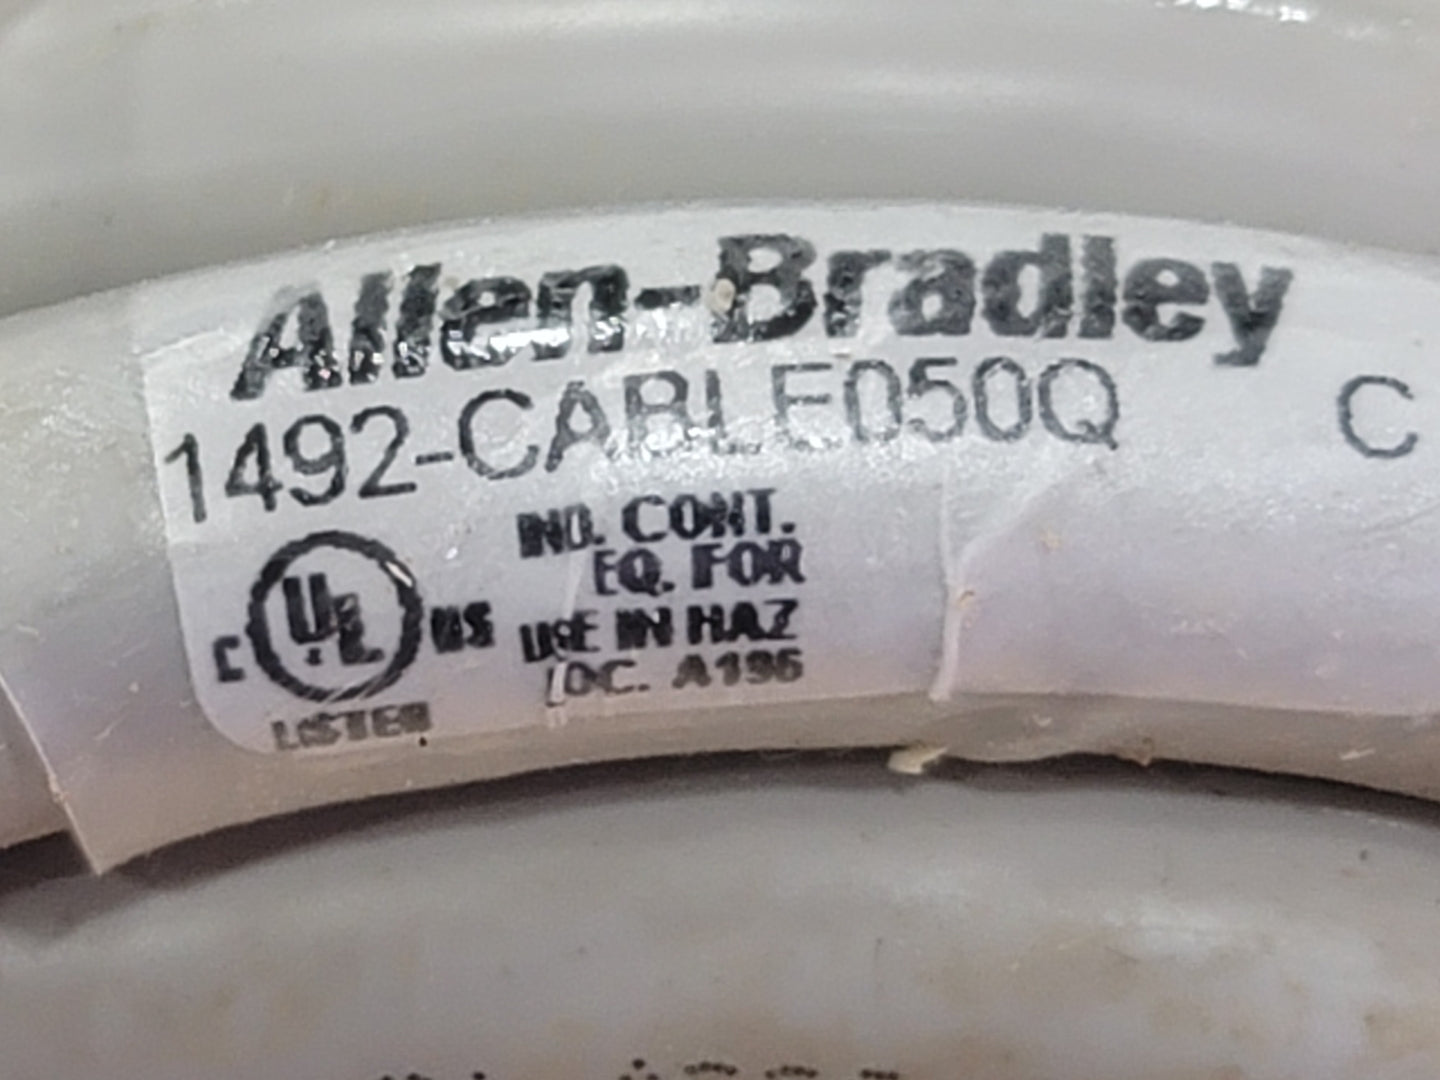 Allen-Bradley
1492-CABLE050Q C
IND. CONT.
EQ. FOR
USE IN HAZ
LOC. A196
C UL US
LISTED